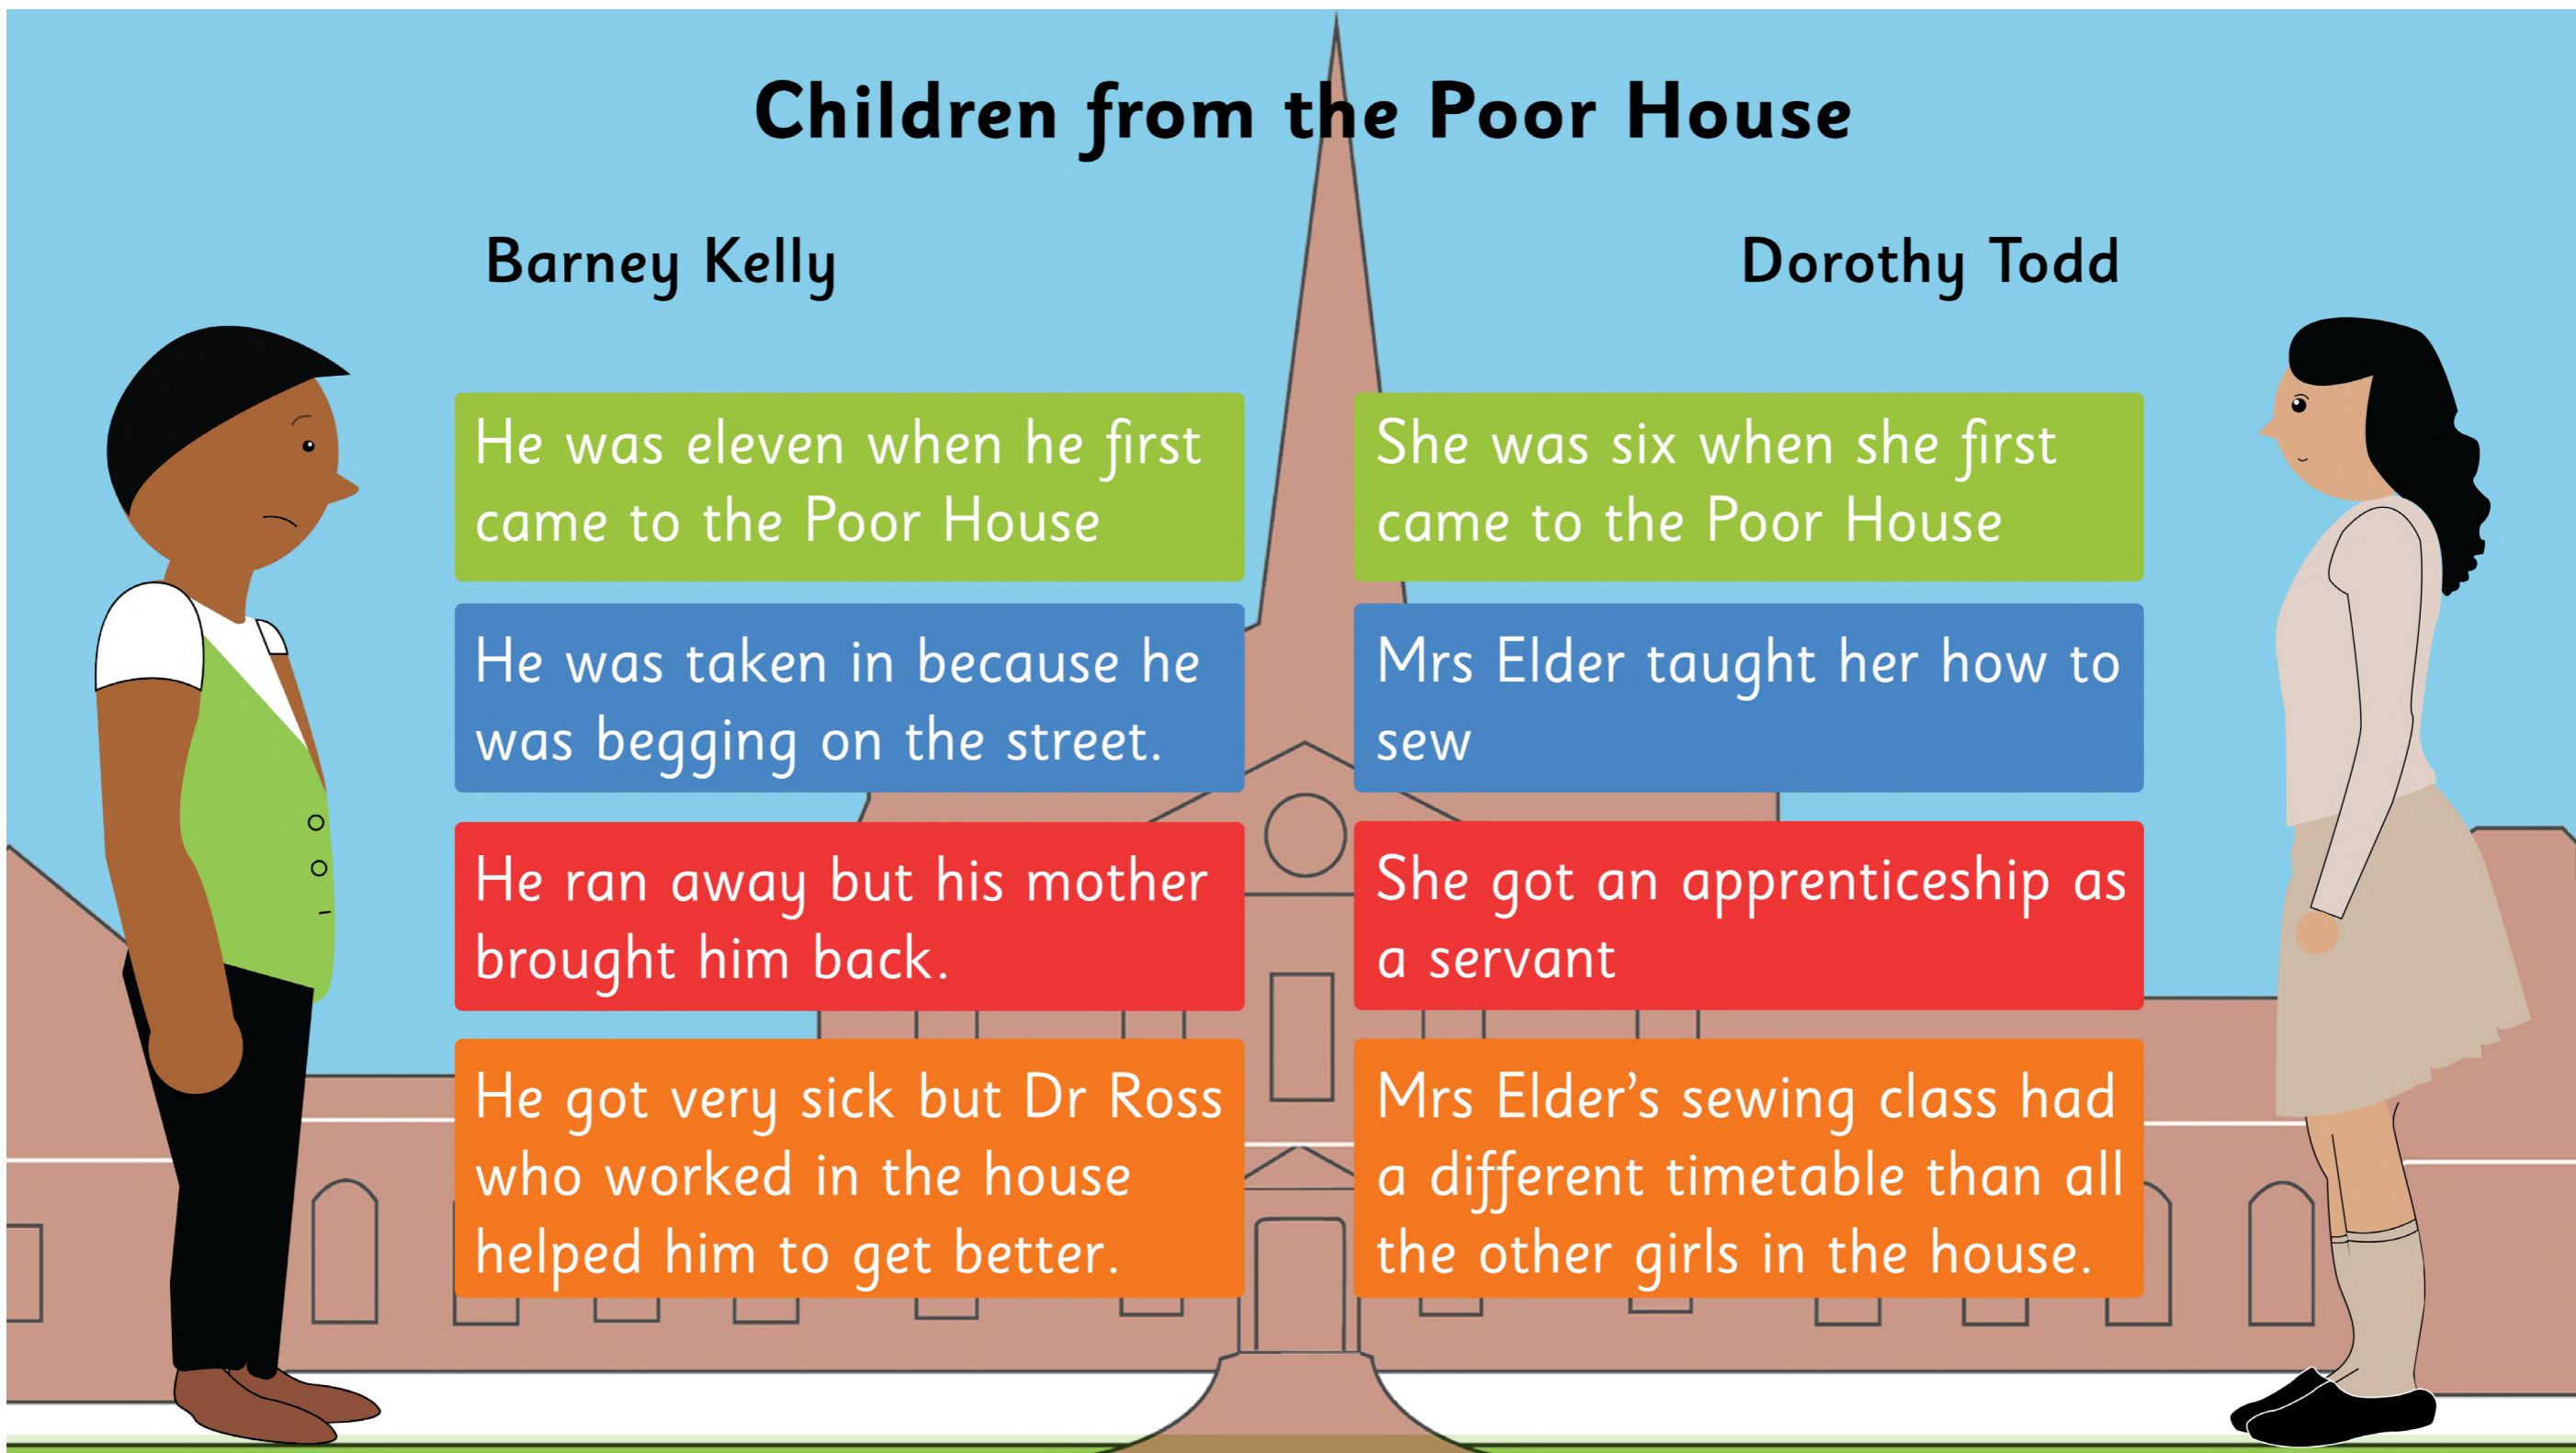 Children from the Poor House
Barney Kelly
He was eleven when he first
came to the Poor House
He was taken in because he
was begging on the street.
He ran away but his mother
brought him back.
He got very sick but Dr Ross
who worked in the house
helped him to get better.
Dorothy Todd
She was six when she first
came to the Poor House
Mrs Elder taught her how to
sew
She got an apprenticeship as
a servant
Mrs Elder’s sewing class had
a different timetable than all
the other girls in the house.